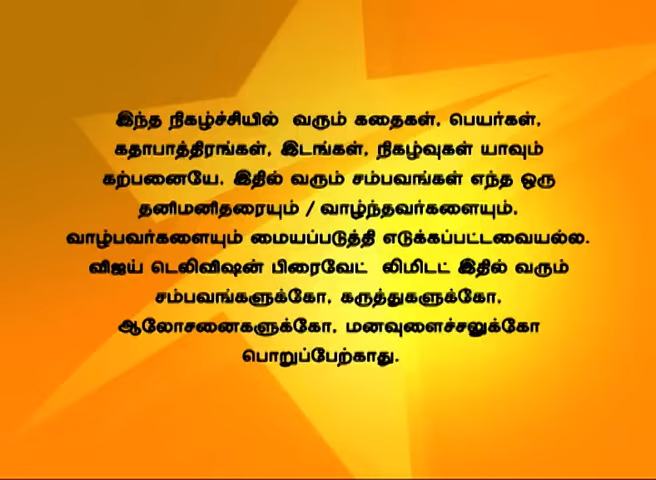 இந்த நிகழ்ச்சியில் வரும் கதைகள், பெயர்கள்,
கதாபாத்திரங்கள், இடங்கள், நிகழ்வுகள் யாவும்
கற்பனையே. இதில் வரும் சம்பவங்கள் எந்த ஒரு
தனிமனிதரையும் / வாழ்ந்தவர்களையும்,
வாழ்பவர்களையும் மையப்படுத்தி எடுக்கப்பட்டவையல்ல.
விஜய் டெலிவிஷன் பிரைவேட் லிமிடட் இதில் வரும்
சம்பவங்களுக்கோ, கருத்துகளுக்கோ,
ஆலோசனைகளுக்கோ, மனவுளைச்சலுக்கோ
பொறுப்பேற்காது.